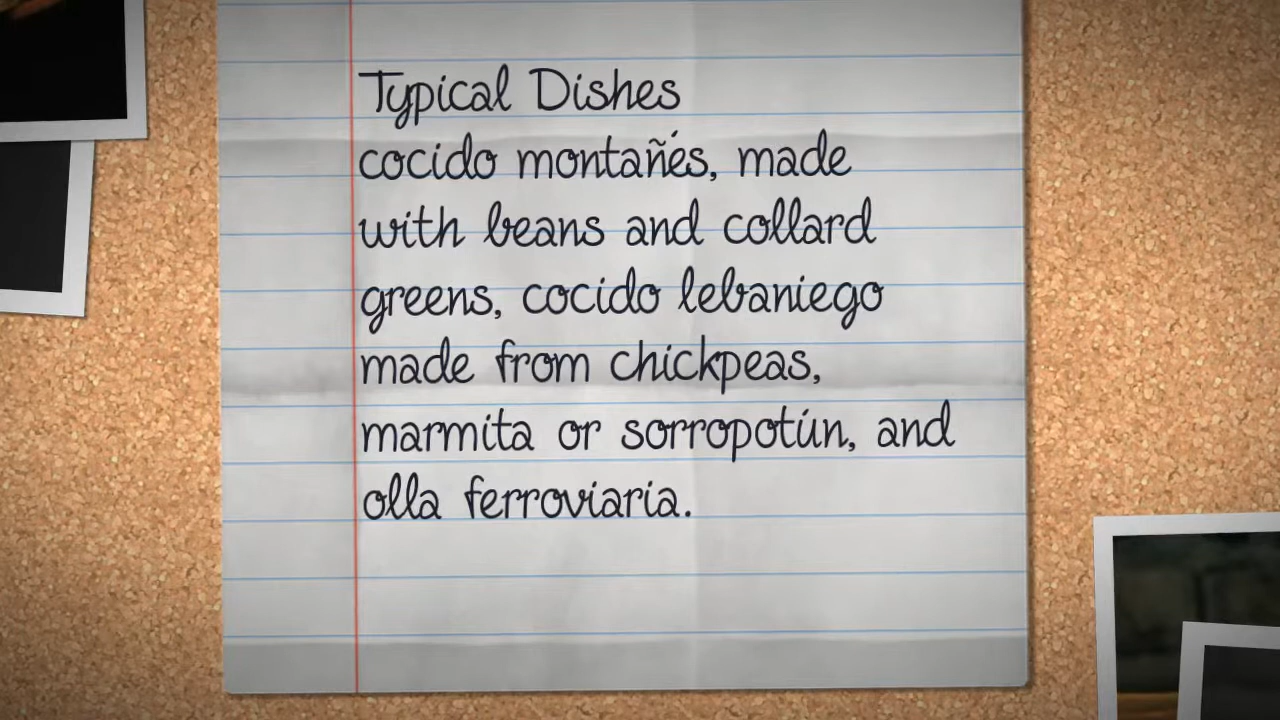 Typical Dishes
cocido montañés, made
with beans and collard
greens, cocido lebaniego
made from chickpeas,
marmita or sorropotún, and
olla ferroviaria.